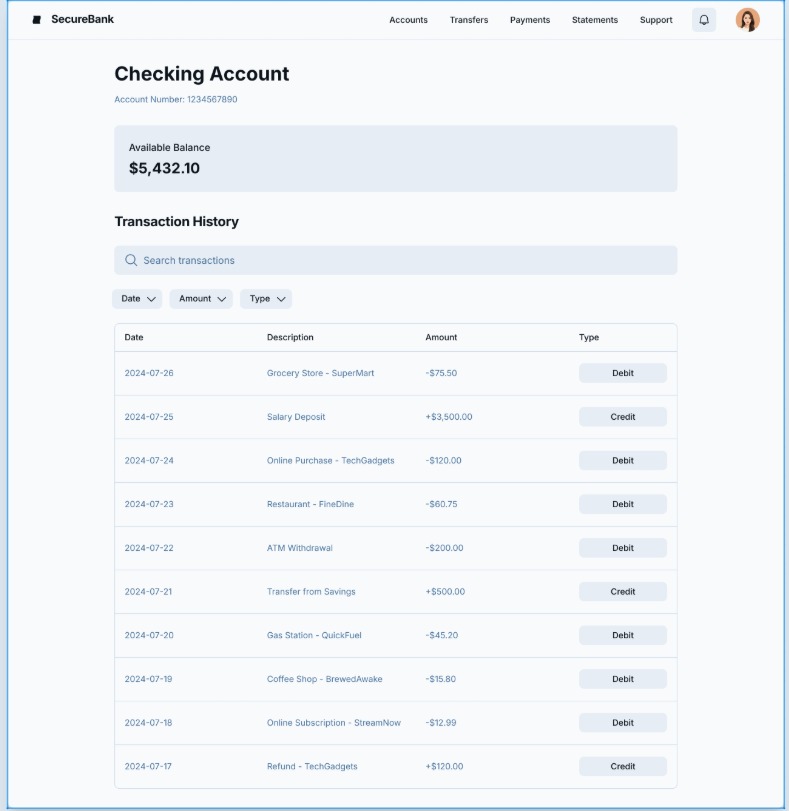 SecureBank Accounts Transfers Payments Statements Support
Checking Account
Account Number: 1234567890
Available Balance
$5,432.10
Transaction History
Search transactions
Date Amount Type
Date Description Amount Type
2024-07-26 Grocery Store - SuperMart -$75.50 Debit
2024-07-25 Salary Deposit +$3,500.00 Credit
2024-07-24 Online Purchase - TechGadgets -$120.00 Debit
2024-07-23 Restaurant - FineDine -$60.75 Debit
2024-07-22 ATM Withdrawal -$200.00 Debit
2024-07-21 Transfer from Savings +$500.00 Credit
2024-07-20 Gas Station - QuickFuel -$45.20 Debit
2024-07-19 Coffee Shop - BrewedAwake -$15.80 Debit
2024-07-18 Online Subscription - StreamNow -$12.99 Debit
2024-07-17 Refund - TechGadgets +$120.00 Credit